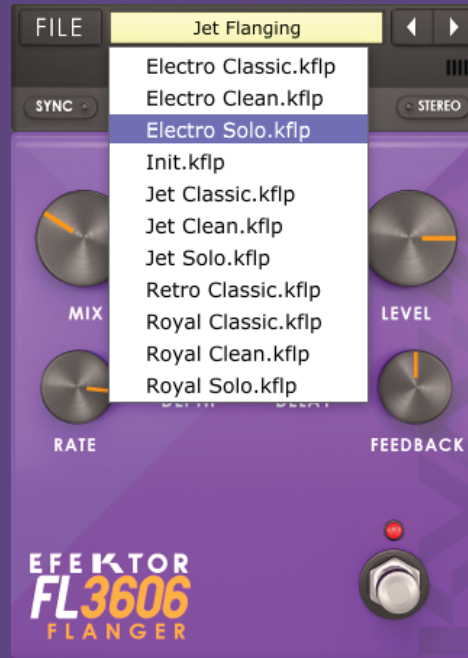 FILE
Jet Flanging
SYNC
STEREO
Electro Classic.kflp
Electro Clean.kflp
Electro Solo.kflp
Init.kflp
Jet Classic.kflp
Jet Clean.kflp
Jet Solo.kflp
Retro Classic.kflp
Royal Classic.kflp
Royal Clean.kflp
Royal Solo.kflp
MIX
LEVEL
DEPTH
DELAY
RATE
FEEDBACK
EFEKTOR
FL3606
FLANGER